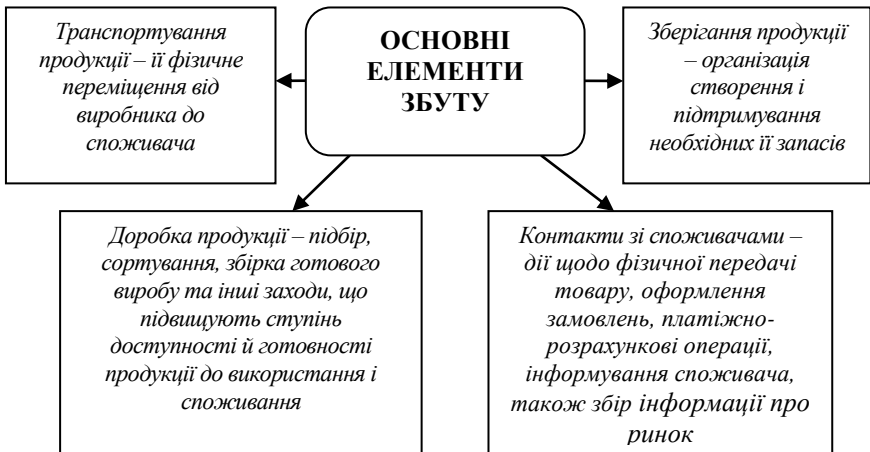 Транспортування
продукції – її фізичне
переміщення від
виробника до
споживача
ОСНОВНІ
ЕЛЕМЕНТИ
ЗБУТУ
Зберігання продукції
– організація
створення і
підтримування
необхідних її запасів
Доробка продукції – підбір,
сортування, збірка готового
виробу та інші заходи, що
підвищують ступінь
доступності й готовності
продукції до використання і
споживання
Контакти зі споживачами –
дії щодо фізичної передачі
товару, оформлення
замовлень, платіжно-
розрахункові операції,
інформування споживача,
також збір інформації про
ринок